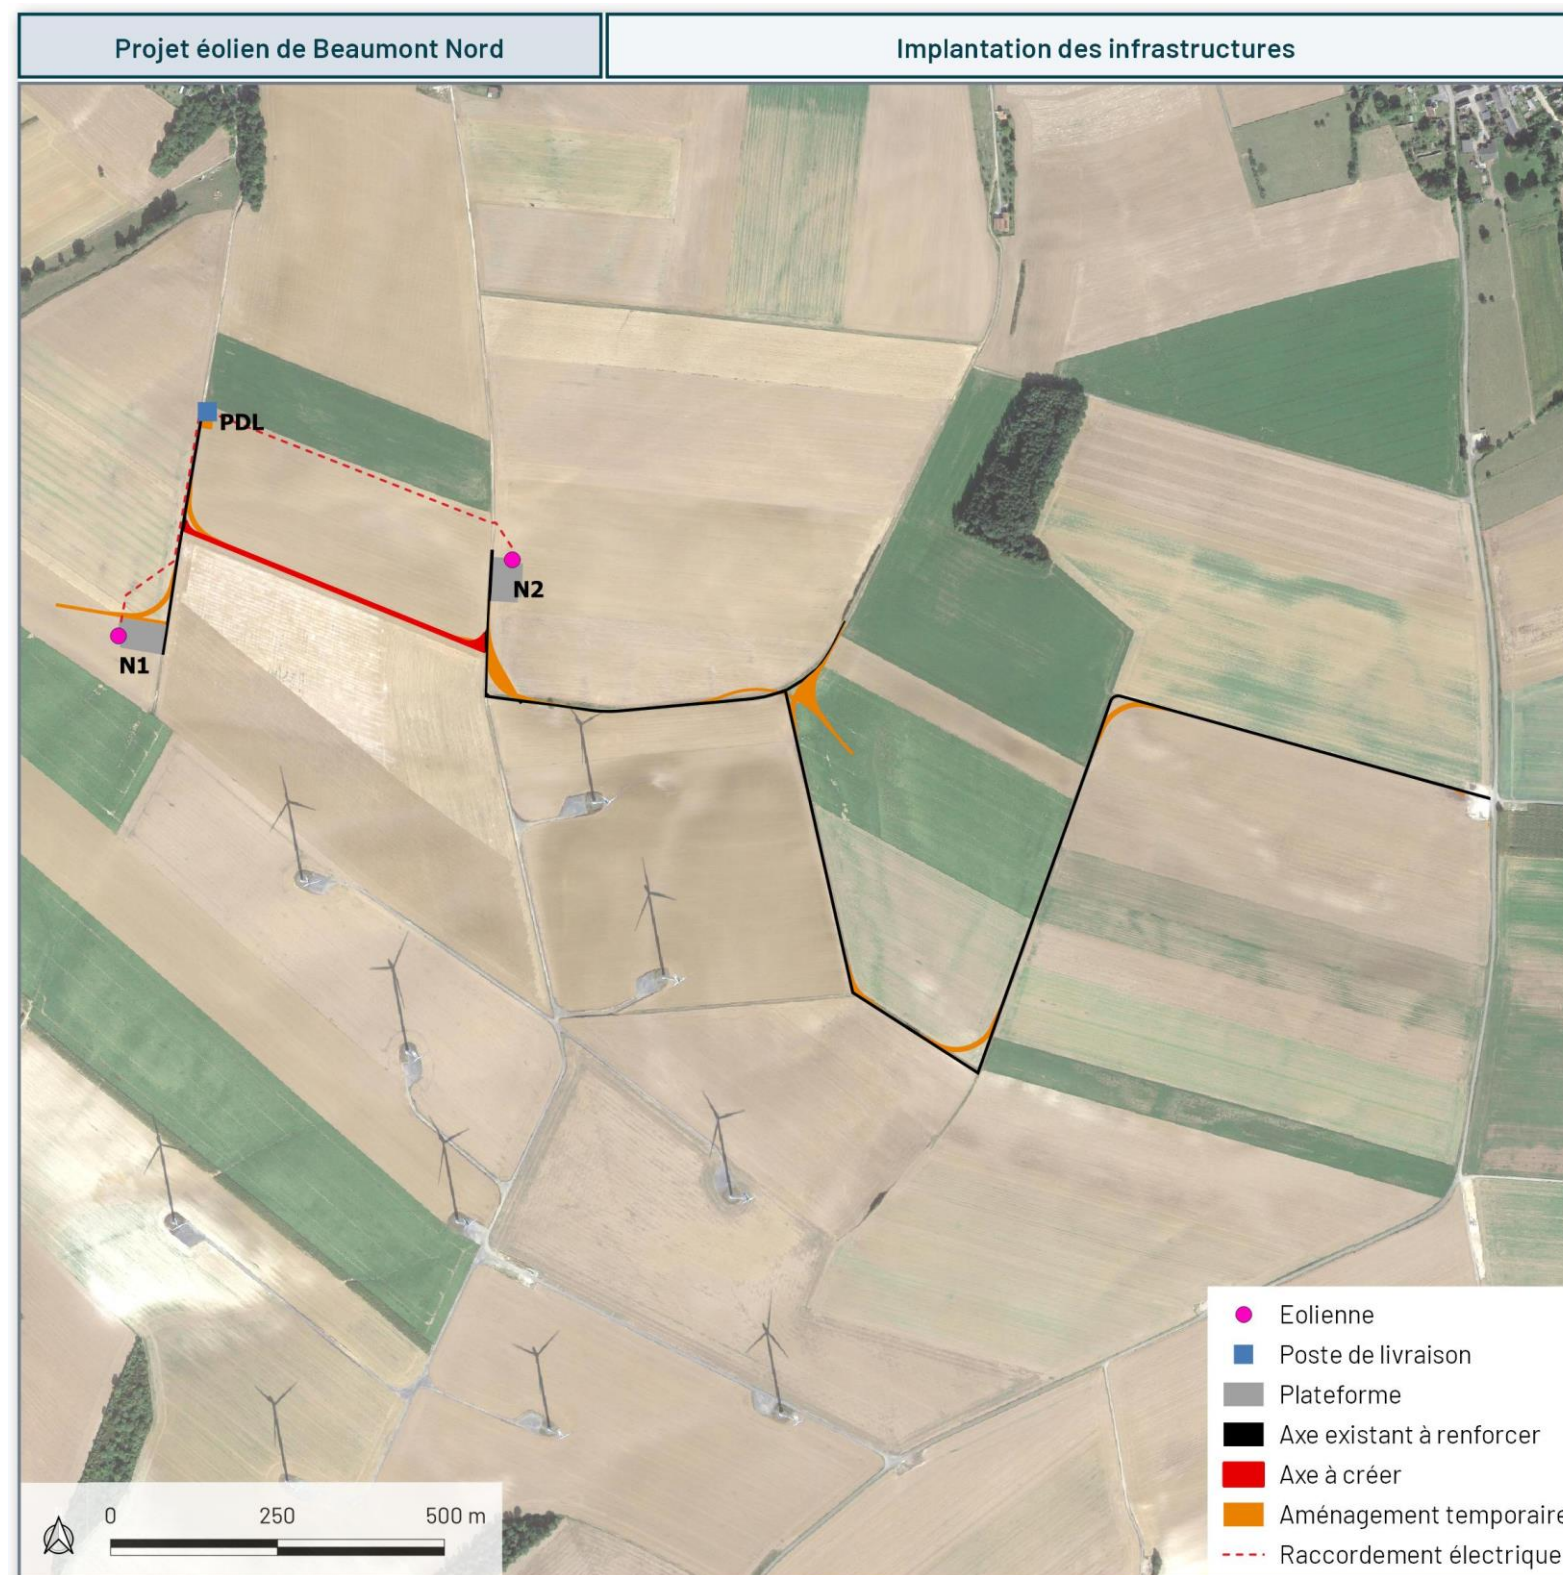 Projet éolien de Beaumont Nord
Implantation des infrastructures
PDL
N2
N1
Eolienne
Poste de livraison
Plateforme
Axe existant à renforcer
Axe à créer
Aménagement temporaire
Raccordement électrique
0 250 500 m